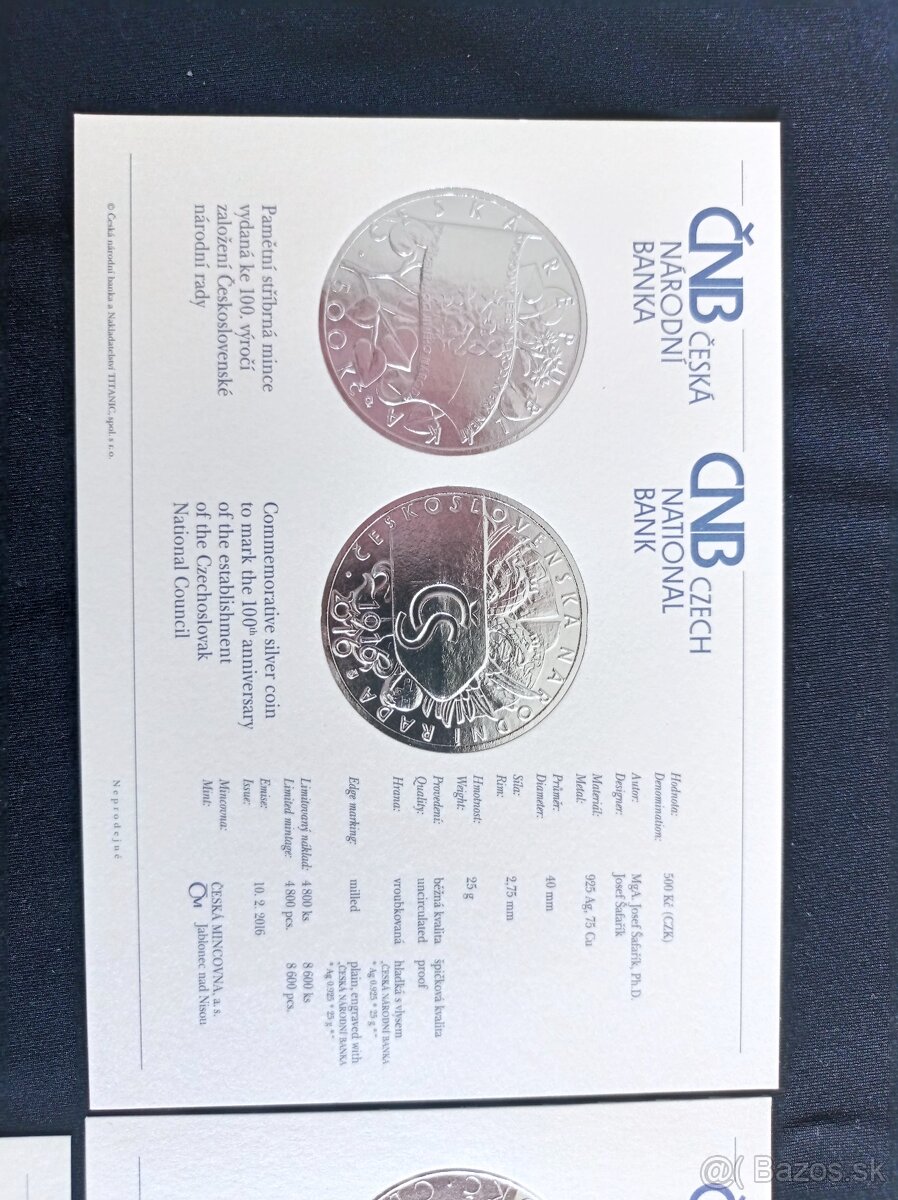 ČNB ČESKÁ
NÁRODNÍ
BANKA
CNB CZECH
NATIONAL
BANK
ČESKÁ REPUBLIKA
500 Kč
ČESKOSLOVENSKÁ NÁRODNÍ RADA
ČS
1916
2016
Pamětní stříbrná mince
vydaná ke 100. výročí
založení Československé
národní rady
Commemorative silver coin
to mark the 100th anniversary
of the establishment
of the Czechoslovak
National Council
Hodnota: 500 Kč (CZK)
Denomination:
Autor: MgA. Josef Šafařík, Ph.D.
Designer: Josef Šafařík
Materiál: 925 Ag, 75 Cu
Metal:
Průměr: 40 mm
Diameter:
Síla: 2,75 mm
Rim:
Hmotnost: 25 g
Weight:
Provedení: běžná kvalita špičková kvalita
Quality: uncirculated proof
Hrana: vroubkovaná hladká s vlysem
„ČESKÁ NÁRODNÍ BANKA
* Ag 0.925 * 25 g *“
Edge marking: milled plain, engraved with
„ČESKÁ NÁRODNÍ BANKA
* Ag 0.925 * 25 g *“
Limitovaný náklad: 4 800 ks 8 600 ks
Limited mintage: 4 800 pcs. 8 600 pcs.
Emise: 10. 2. 2016
Issue:
Mincovna: ČESKÁ MINCOVNA, a. s.
Mint: Jablonec nad Nisou
© Česká národní banka a Nakladatelství TITANIC, spol. s r. o.
Neprodejné
@( Bazos.sk